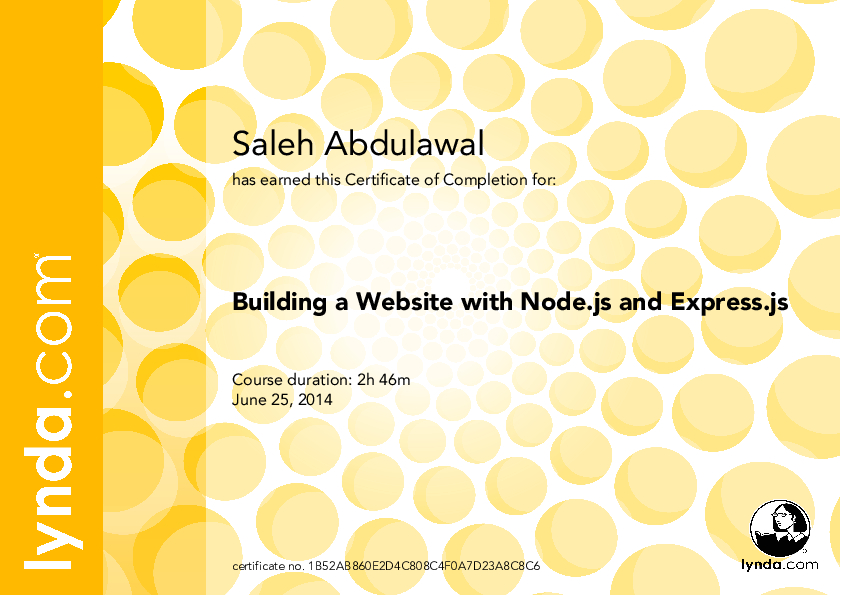 lynda.com
Saleh Abdulawal
has earned this Certificate of Completion for:
Building a Website with Node.js and Express.js
Course duration: 2h 46m
June 25, 2014
certificate no. 1B52AB860E2D4C808C4F0A7D23A8C8C6
lynda.com